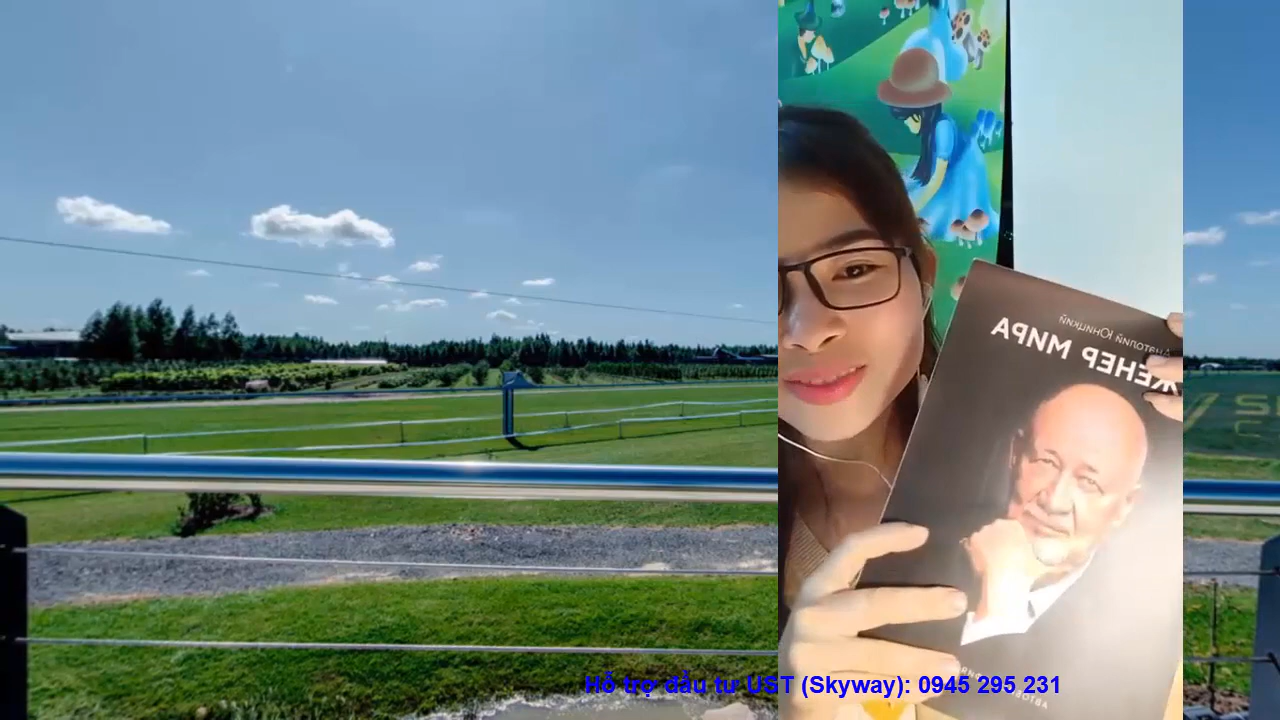 Анатолий Юницкий
ЖЕНЕР МИРА
Hỗ trợ đầu tư UST (Skyway): 0945 295 231